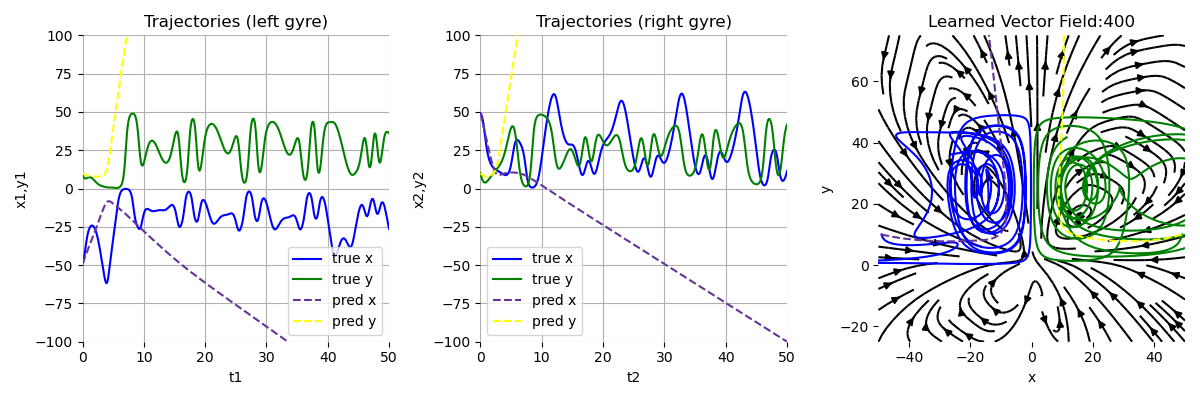 Trajectories (left gyre)
100
75
50
25
0
−25
−50
−75
−100
0
10
20
30
40
50
x1,y1
t1
true x
true y
pred x
pred y
Trajectories (right gyre)
100
75
50
25
0
−25
−50
−75
−100
0
10
20
30
40
50
x2,y2
t2
true x
true y
pred x
pred y
Learned Vector Field:400
60
40
20
0
−20
−40
−20
0
20
40
y
x